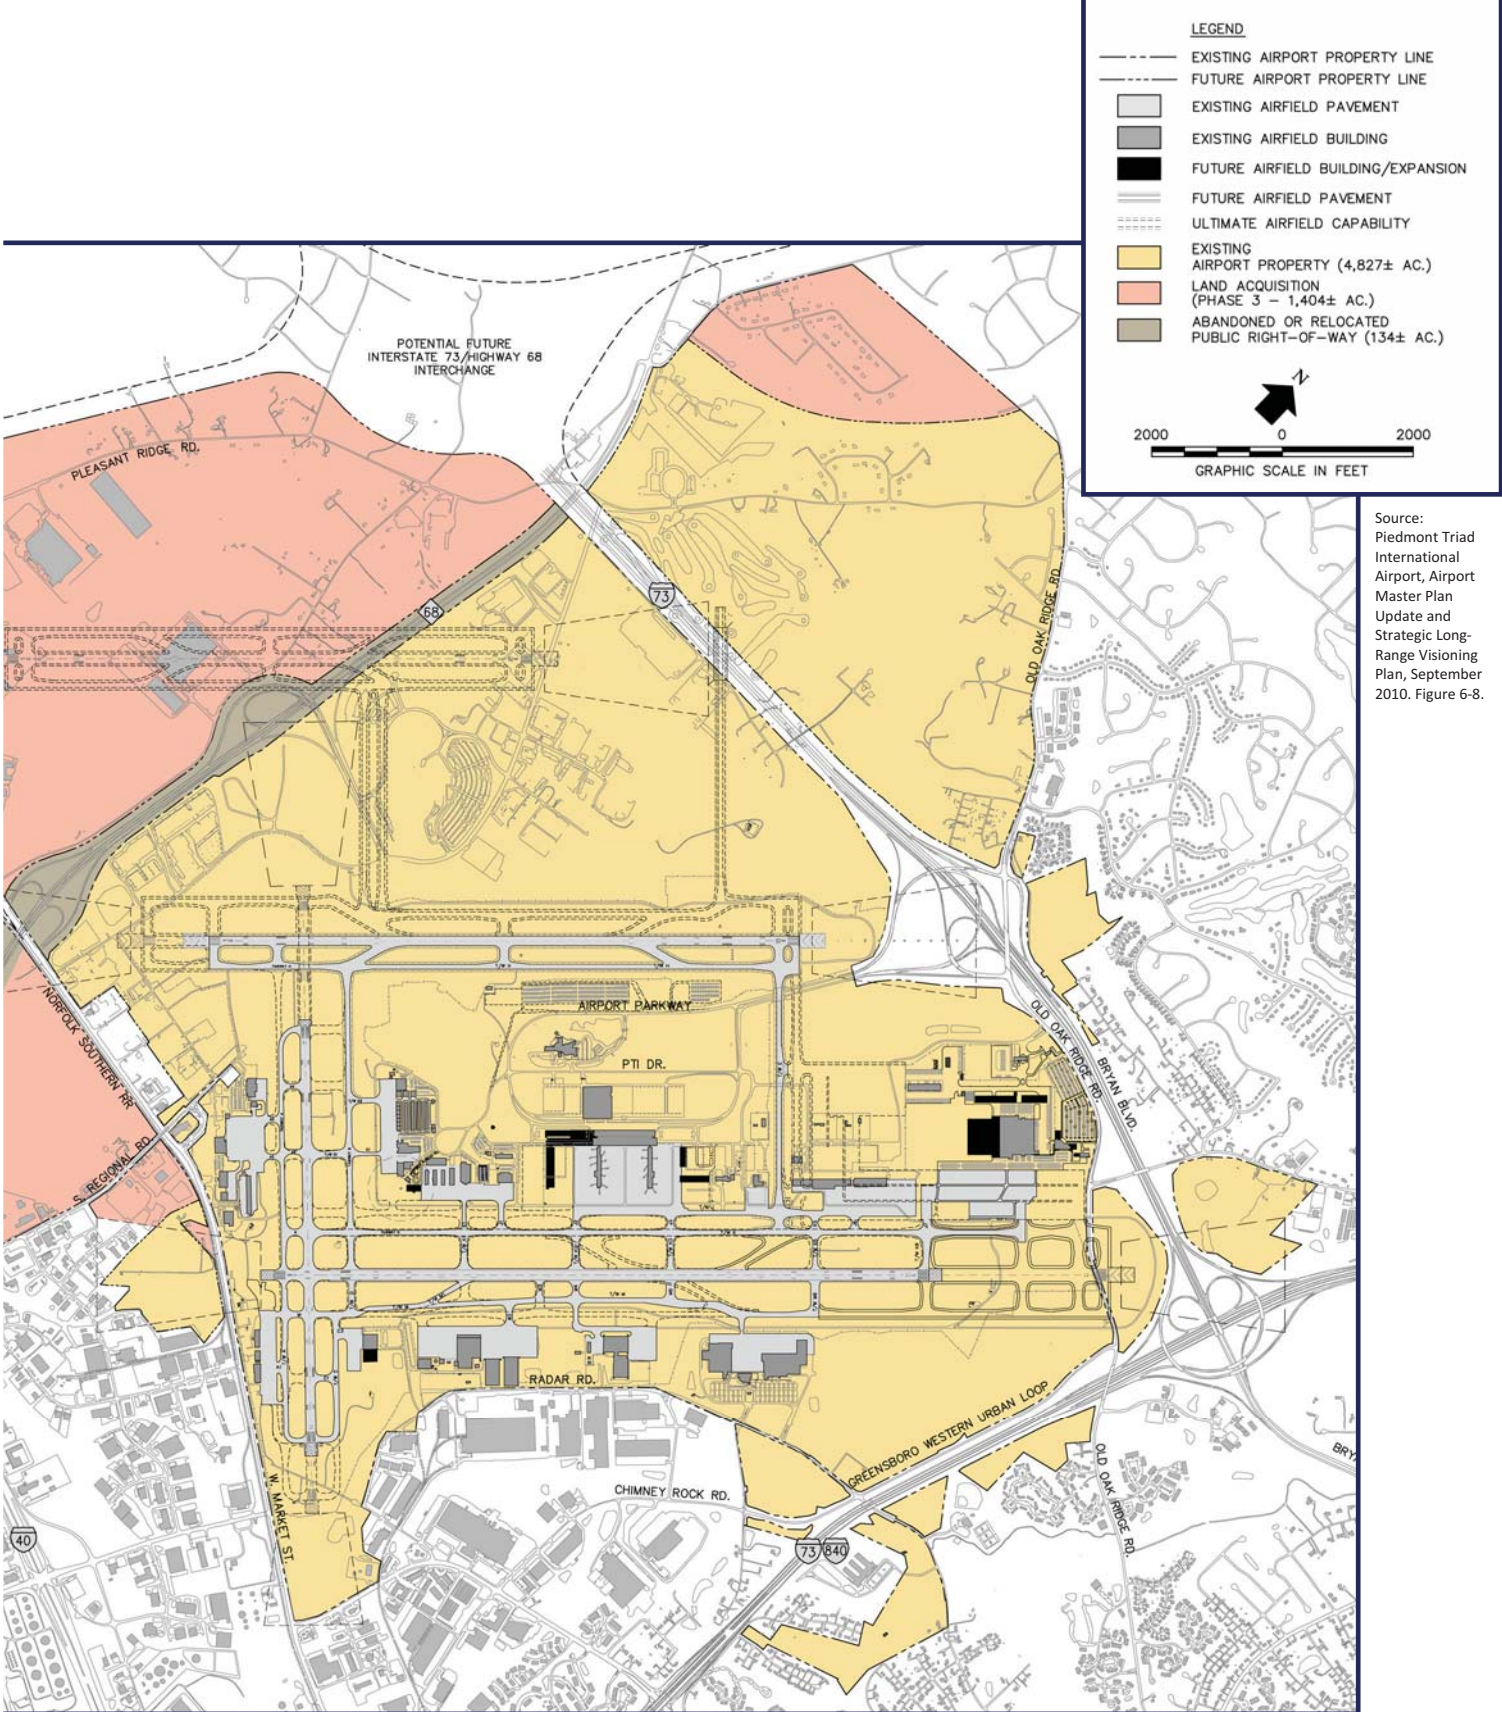 LEGEND
EXISTING AIRPORT PROPERTY LINE
FUTURE AIRPORT PROPERTY LINE
EXISTING AIRFIELD PAVEMENT
EXISTING AIRFIELD BUILDING
FUTURE AIRFIELD BUILDING/EXPANSION
FUTURE AIRFIELD PAVEMENT
ULTIMATE AIRFIELD CAPABILITY
EXISTING
AIRPORT PROPERTY (4,827± AC.)
LAND ACQUISITION
(PHASE 3 – 1,404± AC.)
ABANDONED OR RELOCATED
PUBLIC RIGHT–OF–WAY (134± AC.)
N
2000 0 2000
GRAPHIC SCALE IN FEET
Source:
Piedmont Triad
International
Airport, Airport
Master Plan
Update and
Strategic Long-
Range Visioning
Plan, September
2010. Figure 6-8.
POTENTIAL FUTURE
INTERSTATE 73/HIGHWAY 68
INTERCHANGE
PLEASANT RIDGE RD.
73
68
OLD OAK RIDGE RD.
NORFOLK SOUTHERN RR
AIRPORT PARKWAY
PTI DR.
OLD OAK RIDGE RD.
BRYAN BLVD.
S. REGIONAL RD.
RADAR RD.
GREENSBORO WESTERN URBAN LOOP
W. MARKET ST.
CHIMNEY ROCK RD.
OLD OAK RIDGE RD.
40
73
840